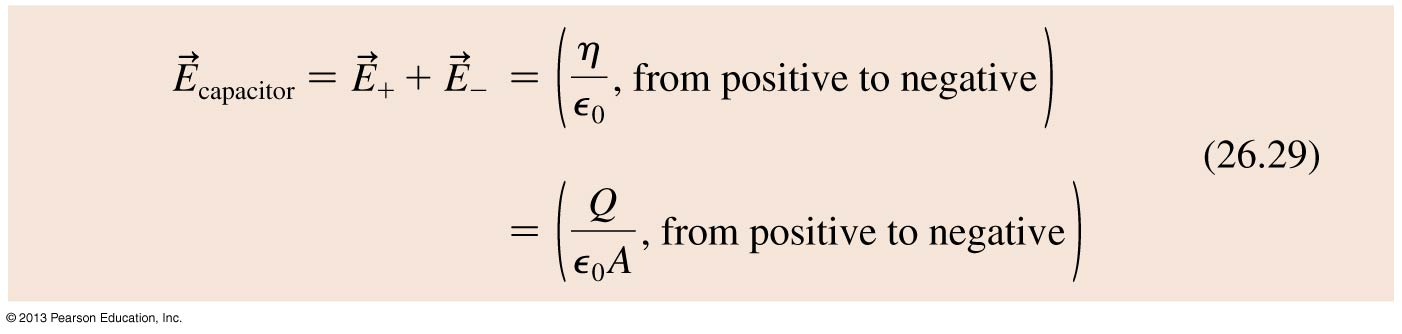 E⃗capacitor = E⃗₊ + E⃗₋ = (η/ϵ₀, from positive to negative)
(26.29)
= (Q/ϵ₀A, from positive to negative)
© 2013 Pearson Education, Inc.